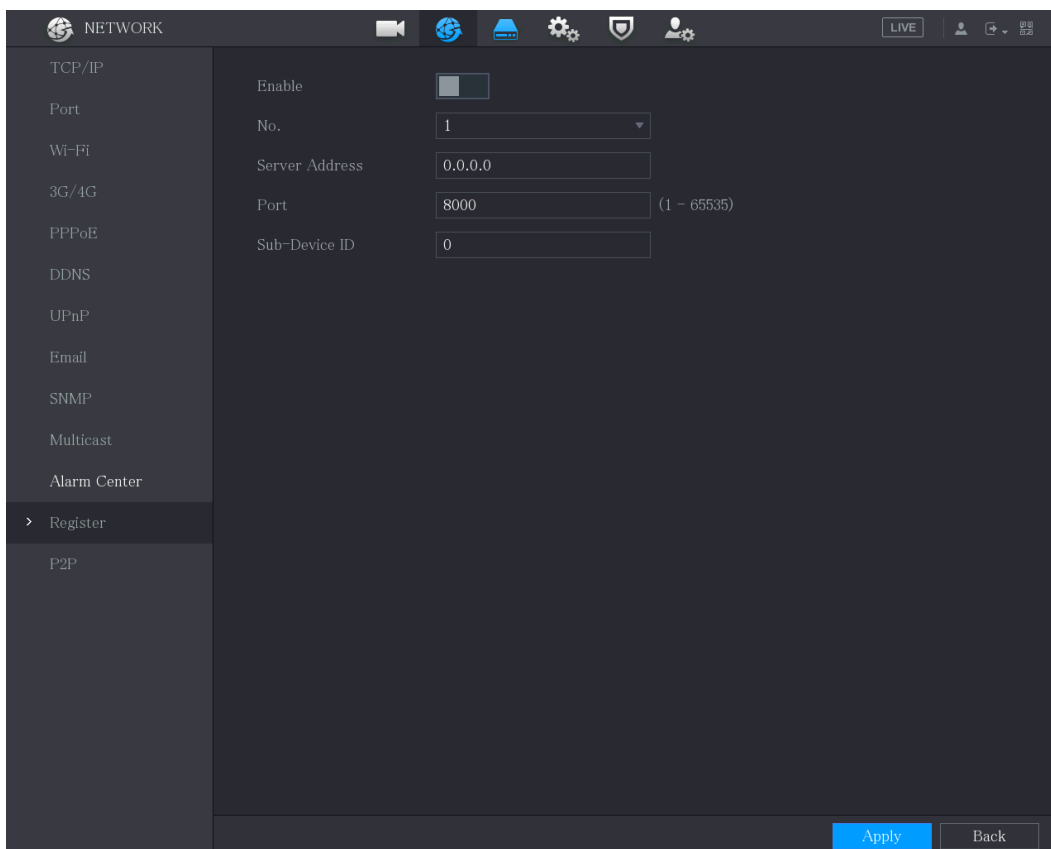 NETWORK
LIVE
TCP/IP
Port
Wi-Fi
3G/4G
PPPoE
DDNS
UPnP
Email
SNMP
Multicast
Alarm Center
Register
P2P
Enable
No. 1
Server Address 0.0.0.0
Port 8000 (1 - 65535)
Sub-Device ID 0
Apply Back